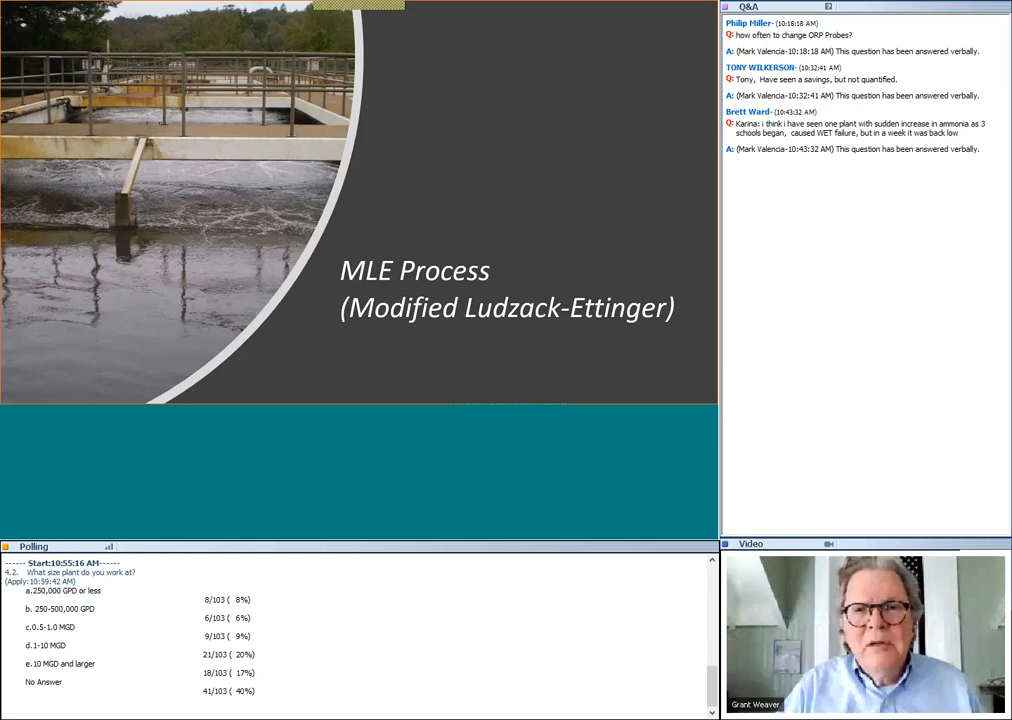 MLE Process
(Modified Ludzack-Ettinger)
Q&A
Philip Miller- (10:18:18 AM)
Q: how often to change ORP Probes?
A: (Mark Valencia-10:18:18 AM) This question has been answered verbally.
TONY WILKERSON- (10:32:41 AM)
Q: Tony, Have seen a savings, but not quantified.
A: (Mark Valencia-10:32:41 AM) This question has been answered verbally.
Brett Ward- (10:43:32 AM)
Q: Karina: i think i have seen one plant with sudden increase in ammonia as 3
schools began, caused WET failure, but in a week it was back low
A: (Mark Valencia-10:43:32 AM) This question has been answered verbally.
Polling
------ Start:10:55:16 AM------
4.2. What size plant do you work at?
(Apply:10:59:42 AM)
a.250,000 GPD or less
8/103 ( 8%)
b. 250-500,000 GPD
6/103 ( 6%)
c.0.5-1.0 MGD
9/103 ( 9%)
d.1-10 MGD
21/103 ( 20%)
e.10 MGD and larger
18/103 ( 17%)
No Answer
41/103 ( 40%)
Video
Grant Weaver